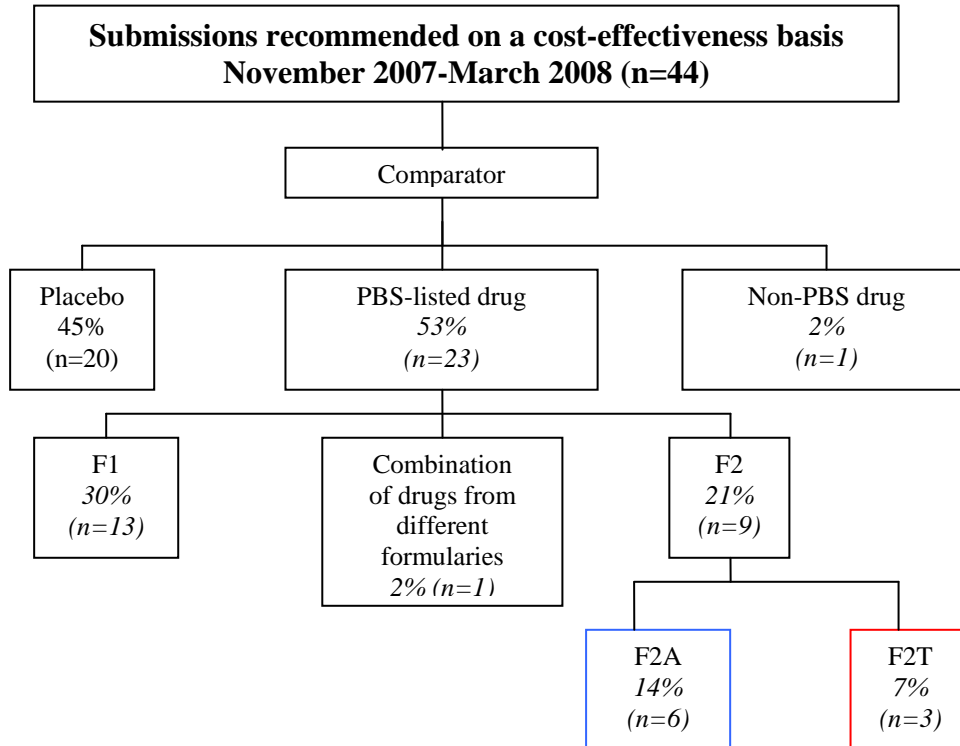 Submissions recommended on a cost-effectiveness basis
November 2007-March 2008 (n=44)
Comparator
Placebo
45%
(n=20)
PBS-listed drug
53%
(n=23)
Non-PBS drug
2%
(n=1)
F1
30%
(n=13)
Combination
of drugs from
different
formularies
2% (n=1)
F2
21%
(n=9)
F2A
14%
(n=6)
F2T
7%
(n=3)